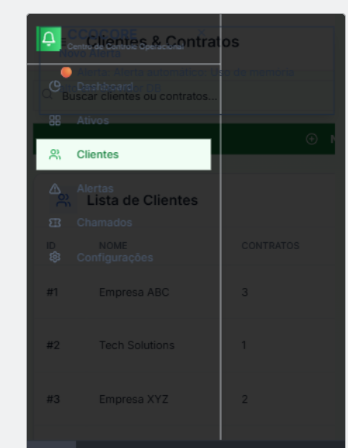 Clientes & Contratos
Centro de Controle Operacional
Dashboard
Buscar clientes ou contratos...
Ativos
Clientes
Alertas
Lista de Clientes
Chamados
ID NOME CONTRATOS
Configurações
#1 Empresa ABC 3
#2 Tech Solutions 1
#3 Empresa XYZ 2